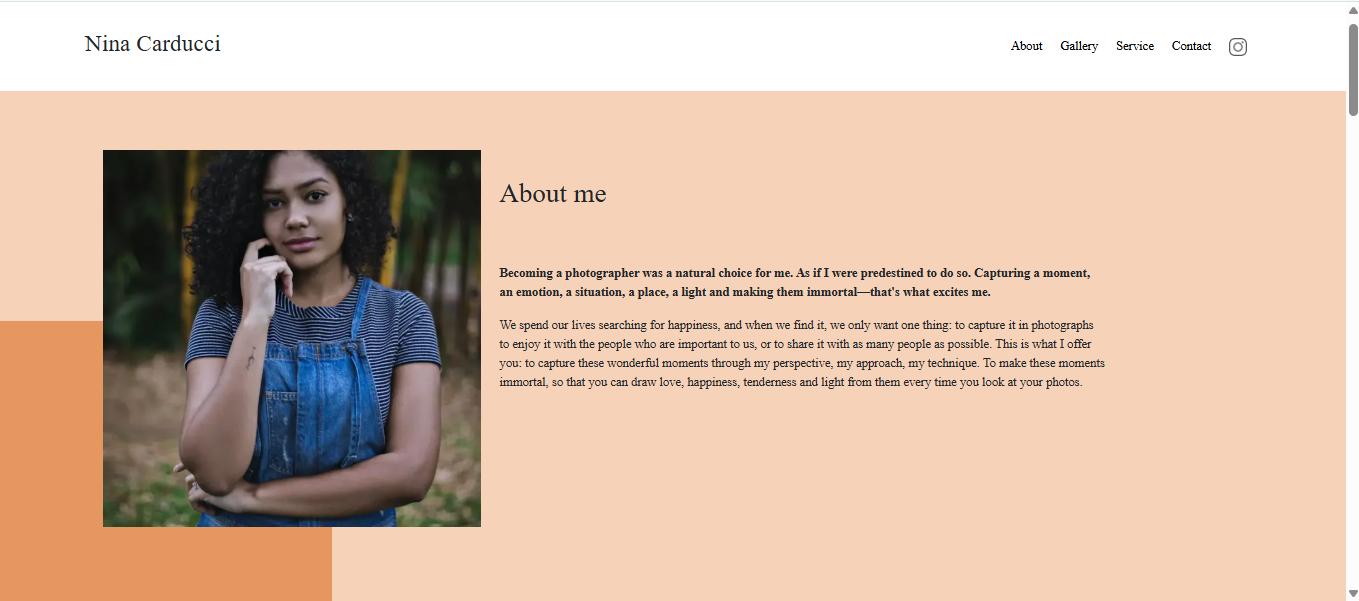 Nina Carducci
About Gallery Service Contact
About me
Becoming a photographer was a natural choice for me. As if I were predestined to do so. Capturing a moment,
an emotion, a situation, a place, a light and making them immortal—that's what excites me.
We spend our lives searching for happiness, and when we find it, we only want one thing: to capture it in photographs
to enjoy it with the people who are important to us, or to share it with as many people as possible. This is what I offer
you: to capture these wonderful moments through my perspective, my approach, my technique. To make these moments
immortal, so that you can draw love, happiness, tenderness and light from them every time you look at your photos.